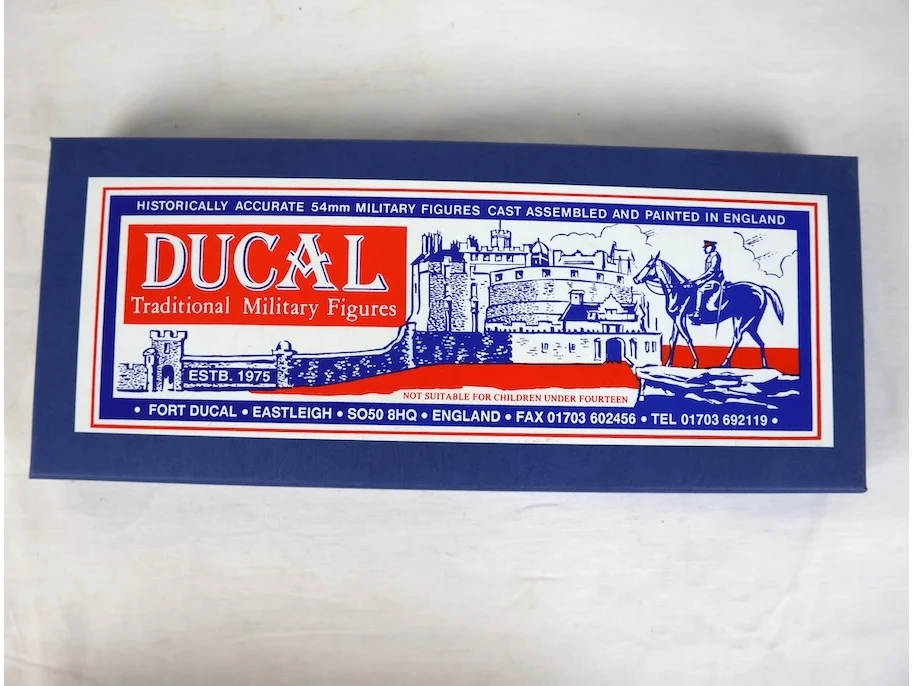 HISTORICALLY ACCURATE 54mm MILITARY FIGURES CAST ASSEMBLED AND PAINTED IN ENGLAND
DUCAL
Traditional Military Figures
ESTB. 1975
NOT SUITABLE FOR CHILDREN UNDER FOURTEEN
• FORT DUCAL • EASTLEIGH • SO50 8HQ • ENGLAND • FAX 01703 602456 • TEL 01703 692119 •